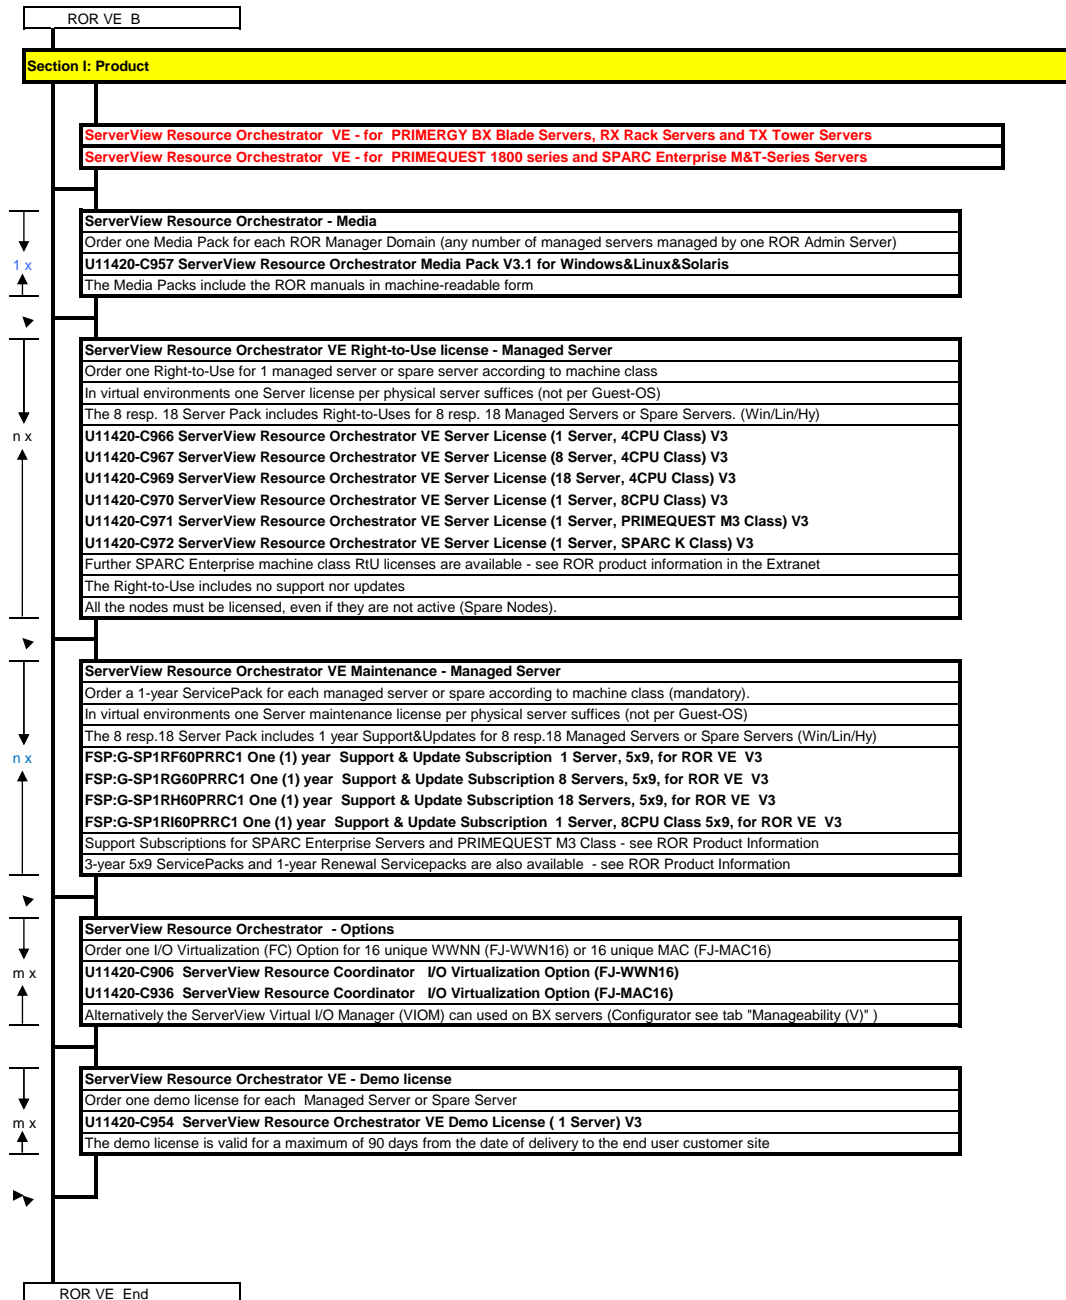 ROR VE B
Section I: Product
ServerView Resource Orchestrator VE - for PRIMERGY BX Blade Servers, RX Rack Servers and TX Tower Servers
ServerView Resource Orchestrator VE - for PRIMEQUEST 1800 series and SPARC Enterprise M&T-Series Servers
ServerView Resource Orchestrator - Media
Order one Media Pack for each ROR Manager Domain (any number of managed servers managed by one ROR Admin Server)
1 x
U11420-C957 ServerView Resource Orchestrator Media Pack V3.1 for Windows&Linux&Solaris
The Media Packs include the ROR manuals in machine-readable form
ServerView Resource Orchestrator VE Right-to-Use license - Managed Server
Order one Right-to-Use for 1 managed server or spare server according to machine class
In virtual environments one Server license per physical server suffices (not per Guest-OS)
The 8 resp. 18 Server Pack includes Right-to-Uses for 8 resp. 18 Managed Servers or Spare Servers. (Win/Lin/Hy)
n x
U11420-C966 ServerView Resource Orchestrator VE Server License (1 Server, 4CPU Class) V3
U11420-C967 ServerView Resource Orchestrator VE Server License (8 Server, 4CPU Class) V3
U11420-C969 ServerView Resource Orchestrator VE Server License (18 Server, 4CPU Class) V3
U11420-C970 ServerView Resource Orchestrator VE Server License (1 Server, 8CPU Class) V3
U11420-C971 ServerView Resource Orchestrator VE Server License (1 Server, PRIMEQUEST M3 Class) V3
U11420-C972 ServerView Resource Orchestrator VE Server License (1 Server, SPARC K Class) V3
Further SPARC Enterprise machine class RtU licenses are available - see ROR product information in the Extranet
The Right-to-Use includes no support nor updates
All the nodes must be licensed, even if they are not active (Spare Nodes).
ServerView Resource Orchestrator VE Maintenance - Managed Server
Order a 1-year ServicePack for each managed server or spare according to machine class (mandatory).
In virtual environments one Server maintenance license per physical server suffices (not per Guest-OS)
The 8 resp.18 Server Pack includes 1 year Support&Updates for 8 resp.18 Managed Servers or Spare Servers (Win/Lin/Hy)
n x
FSP:G-SP1RF60PRRC1 One (1) year Support & Update Subscription 1 Server, 5x9, for ROR VE V3
FSP:G-SP1RG60PRRC1 One (1) year Support & Update Subscription 8 Servers, 5x9, for ROR VE V3
FSP:G-SP1RH60PRRC1 One (1) year Support & Update Subscription 18 Servers, 5x9, for ROR VE V3
FSP:G-SP1RI60PRRC1 One (1) year Support & Update Subscription 1 Server, 8CPU Class 5x9, for ROR VE V3
Support Subscriptions for SPARC Enterprise Servers and PRIMEQUEST M3 Class - see ROR Product Information
3-year 5x9 ServicePacks and 1-year Renewal Servicepacks are also available - see ROR Product Information
ServerView Resource Orchestrator - Options
Order one I/O Virtualization (FC) Option for 16 unique WWNN (FJ-WWN16) or 16 unique MAC (FJ-MAC16)
m x
U11420-C906 ServerView Resource Coordinator I/O Virtualization Option (FJ-WWN16)
U11420-C936 ServerView Resource Coordinator I/O Virtualization Option (FJ-MAC16)
Alternatively the ServerView Virtual I/O Manager (VIOM) can used on BX servers (Configurator see tab "Manageability (V)" )
ServerView Resource Orchestrator VE - Demo license
Order one demo license for each Managed Server or Spare Server
m x
U11420-C954 ServerView Resource Orchestrator VE Demo License ( 1 Server) V3
The demo license is valid for a maximum of 90 days from the date of delivery to the end user customer site
ROR VE End